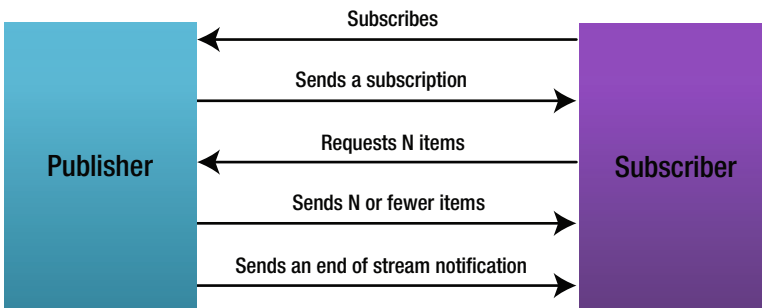 Subscribes
Sends a subscription
Requests N items
Publisher
Subscriber
Sends N or fewer items
Sends an end of stream notification